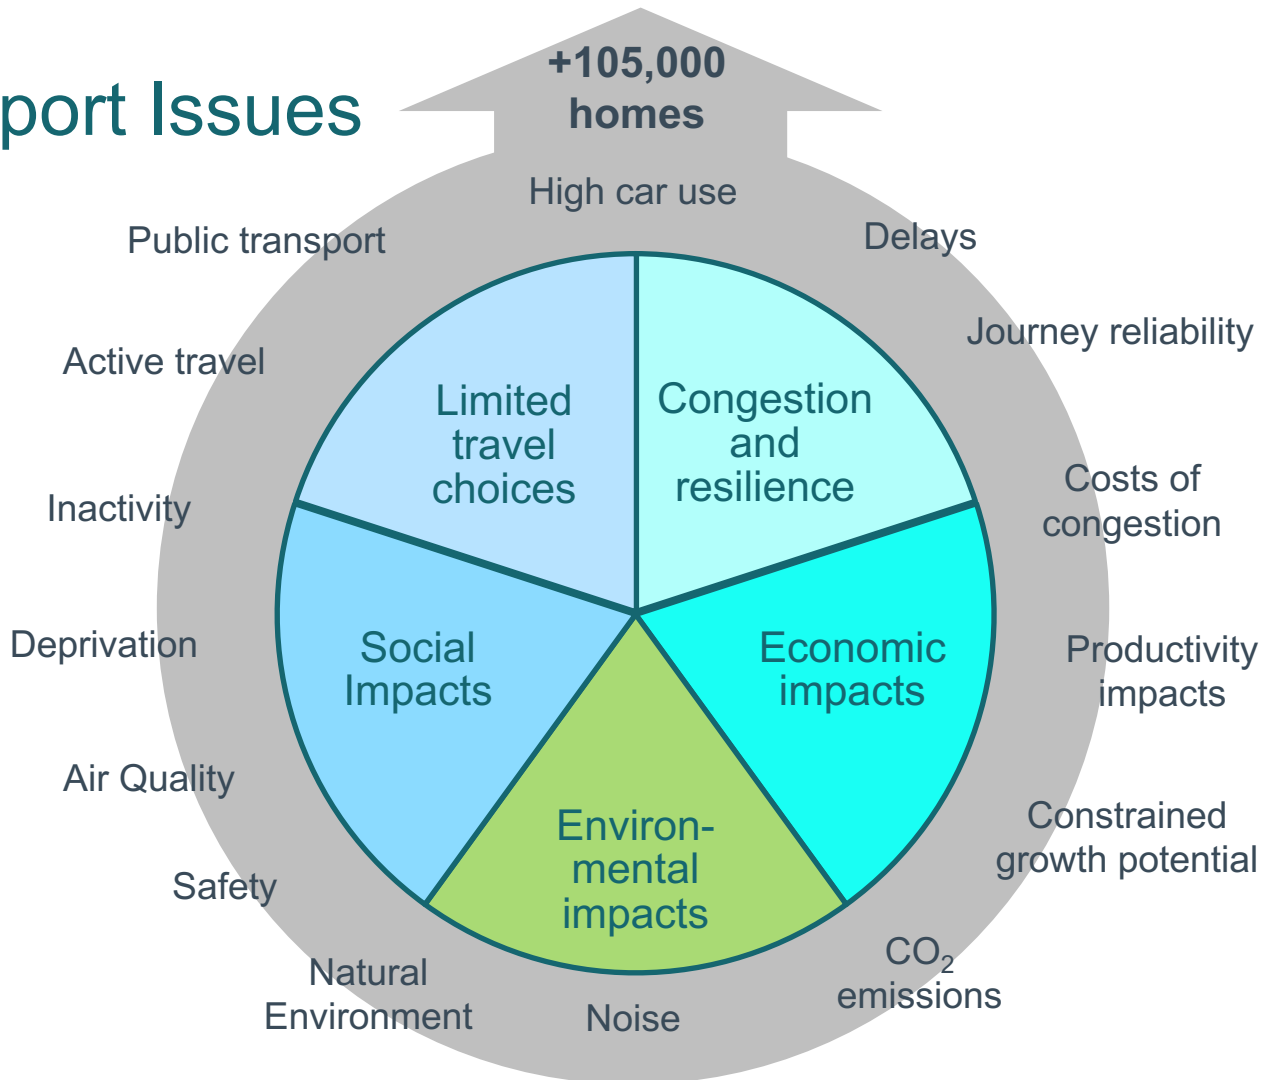 +105,000
homes
port Issues
High car use
Public transport
Delays
Journey reliability
Active travel
Limited
travel
choices
Congestion
and
resilience
Costs of
congestion
Inactivity
Deprivation
Social
Impacts
Economic
impacts
Productivity
impacts
Air Quality
Environ-
mental
impacts
Constrained
growth potential
Safety
CO₂
emissions
Natural
Environment
Noise